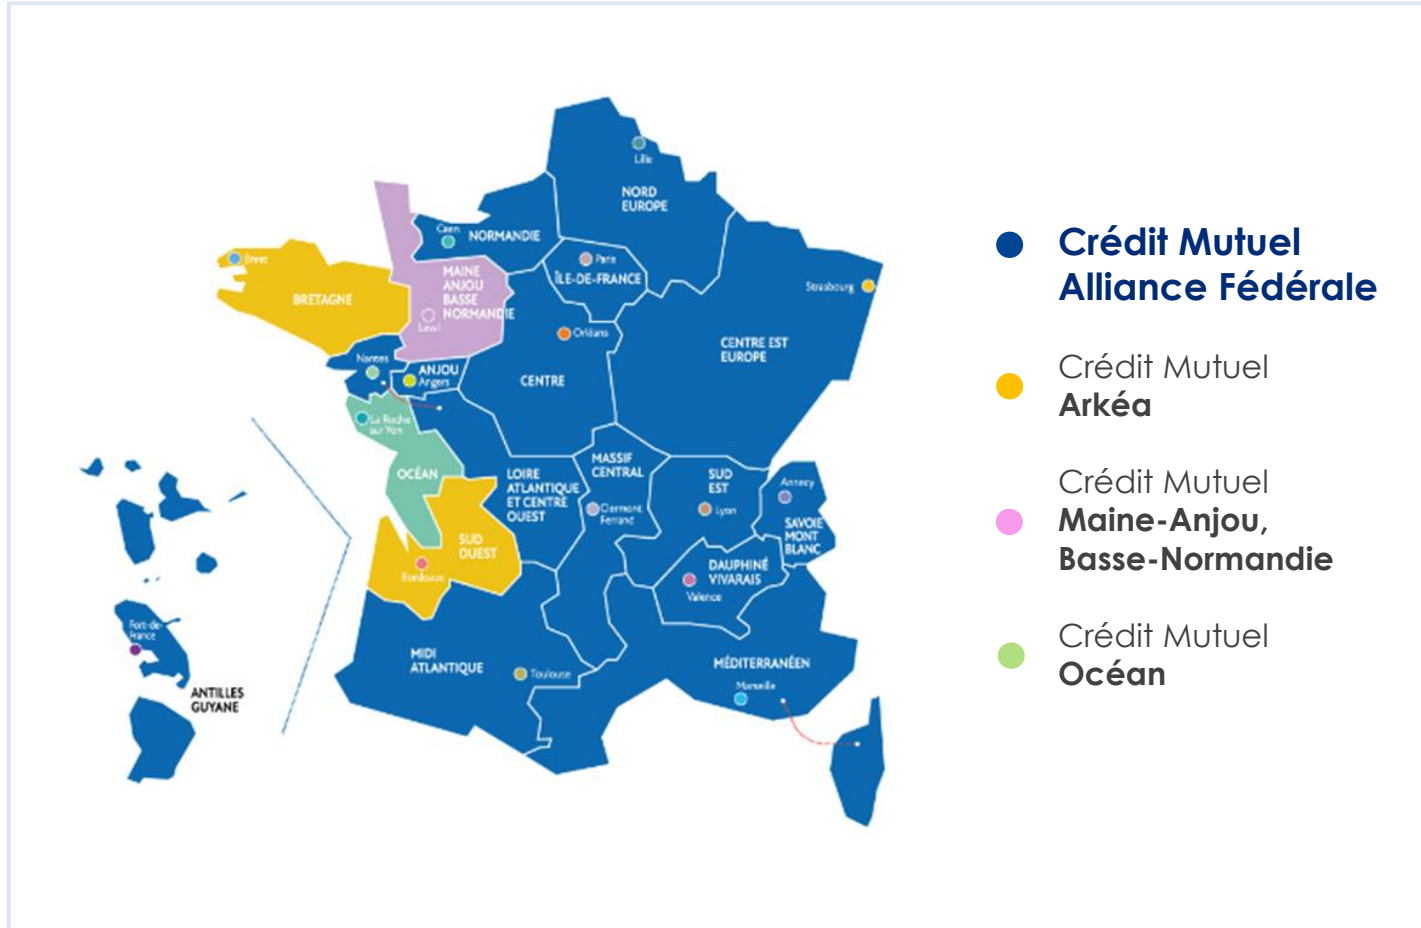 Lille
NORD
EUROPE
Caen
NORMANDIE
Paris
ÎLE-DE-FRANCE
Brest
BRETAGNE
MAINE
ANJOU
BASSE
NORMANDIE
Laval
Strasbourg
Orléans
CENTRE EST
EUROPE
Nantes
ANJOU
Angers
CENTRE
La Roche
sur Yon
OCÉAN
LOIRE
ATLANTIQUE
ET CENTRE
OUEST
MASSIF
CENTRAL
Clermont
Ferrand
SUD
EST
Lyon
Annecy
SAVOIE
MONT
BLANC
SUD
OUEST
Bordeaux
DAUPHINÉ
VIVARAIS
Valence
Fort-de-
France
ANTILLES
GUYANE
MIDI
ATLANTIQUE
Toulouse
MÉDITERRANÉEN
Marseille
Crédit Mutuel
Alliance Fédérale
Crédit Mutuel
Arkéa
Crédit Mutuel
Maine-Anjou,
Basse-Normandie
Crédit Mutuel
Océan